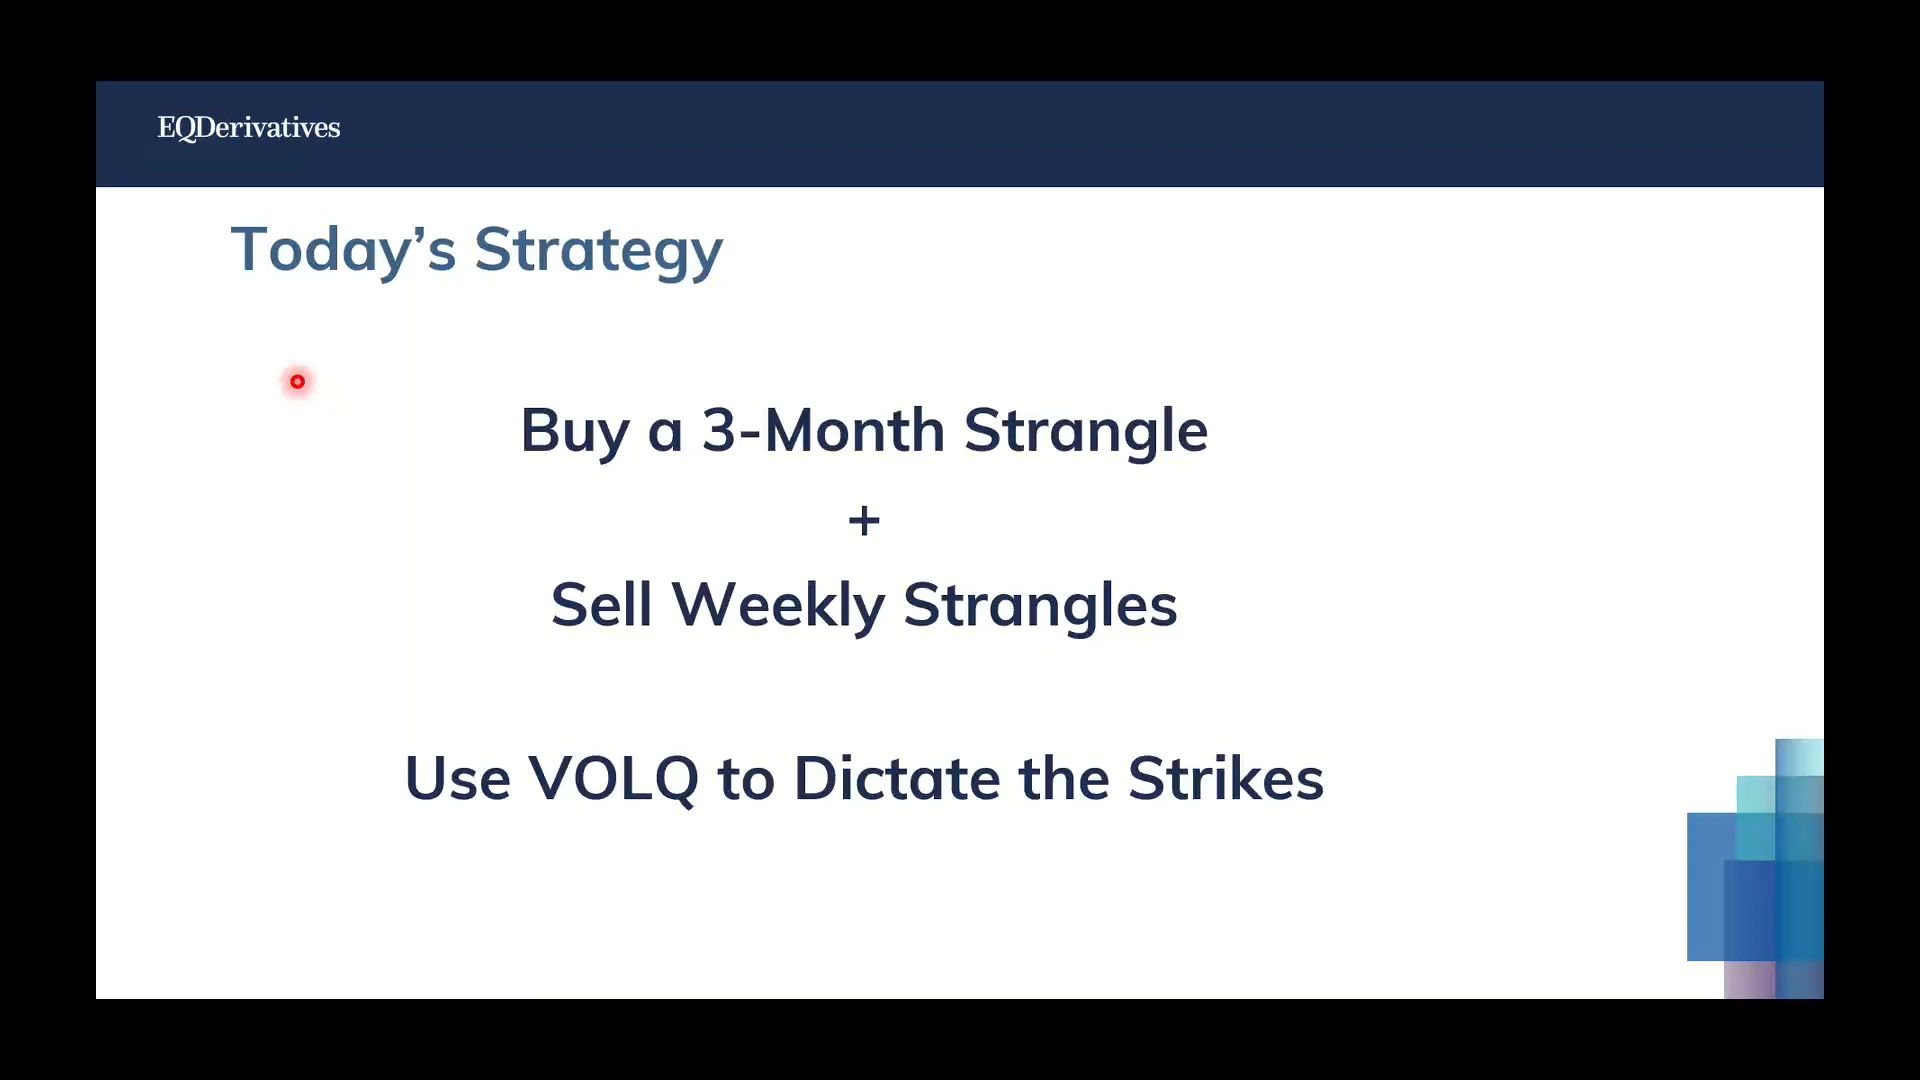 EQDerivatives
Today’s Strategy
Buy a 3-Month Strangle
+
Sell Weekly Strangles
Use VOLQ to Dictate the Strikes